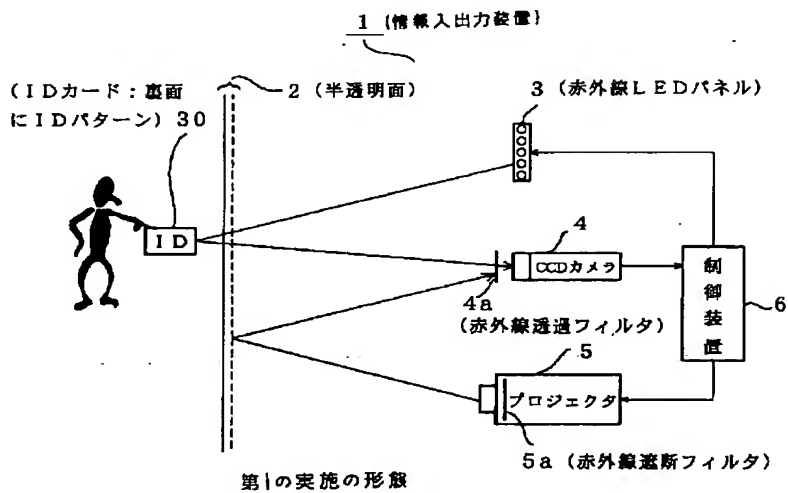 1 (情報入出力装置)
(IDカード:裏面
にIDパターン) 30
2 (半透明面)
3 (赤外線LEDパネル)
ID
4
CCDカメラ
4a
(赤外線透過フィルタ)
制御装置
6
5
プロジェクタ
5a (赤外線遮断フィルタ)
第1の実施の形態